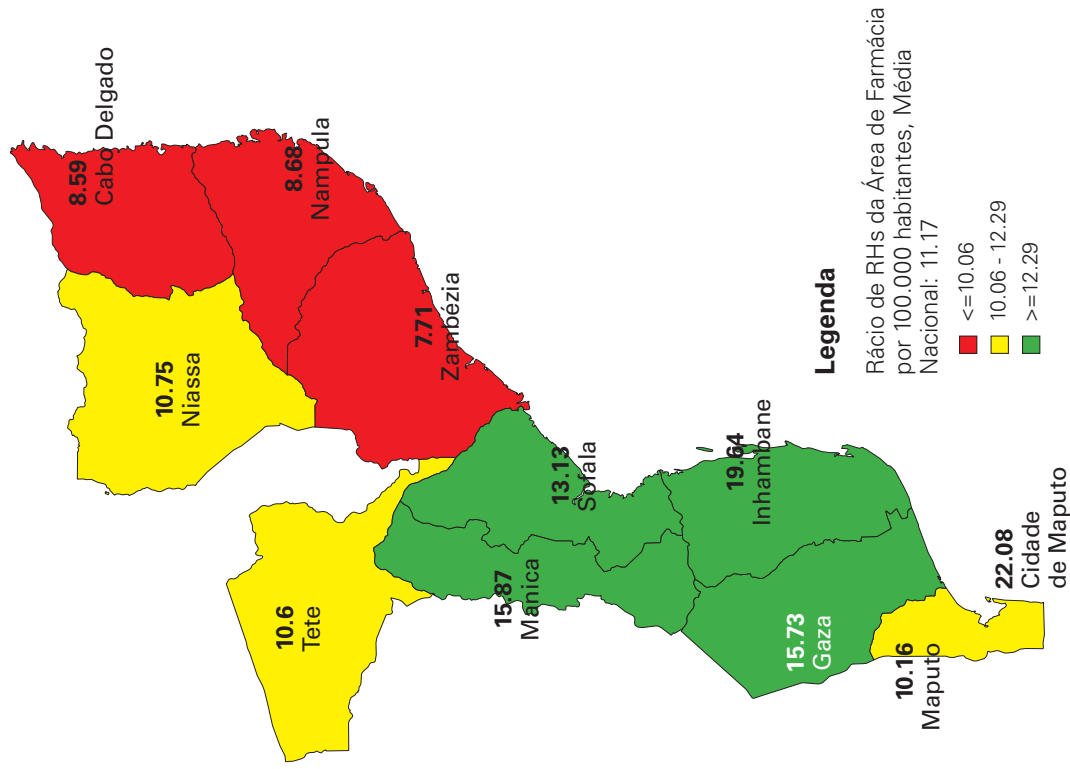 8.59
Cabo Delgado
10.75
Niassa
8.68
Nampula
7.71
Zambézia
10.6
Tete
13.13
Sofala
15.87
Manica
19.64
Inhambane
15.73
Gaza
10.16
Maputo
22.08
Cidade
de Maputo
Legenda
Rácio de RHs da Área de Farmácia
por 100.000 habitantes, Média
Nacional: 11.17
<=10.06
10.06 - 12.29
>=12.29